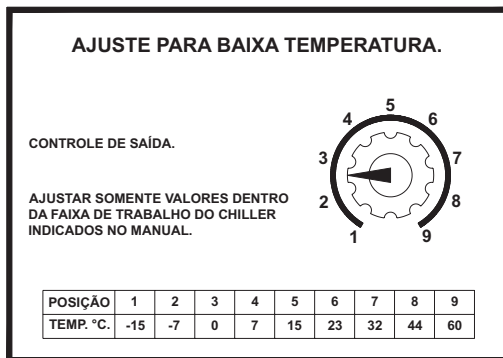 AJUSTE PARA BAIXA TEMPERATURA.
CONTROLE DE SAÍDA.
AJUSTAR SOMENTE VALORES DENTRO
DA FAIXA DE TRABALHO DO CHILLER
INDICADOS NO MANUAL.
5
4 6
3 7
2 8
1 9
POSIÇÃO 1 2 3 4 5 6 7 8 9
TEMP. °C. -15 -7 0 7 15 23 32 44 60